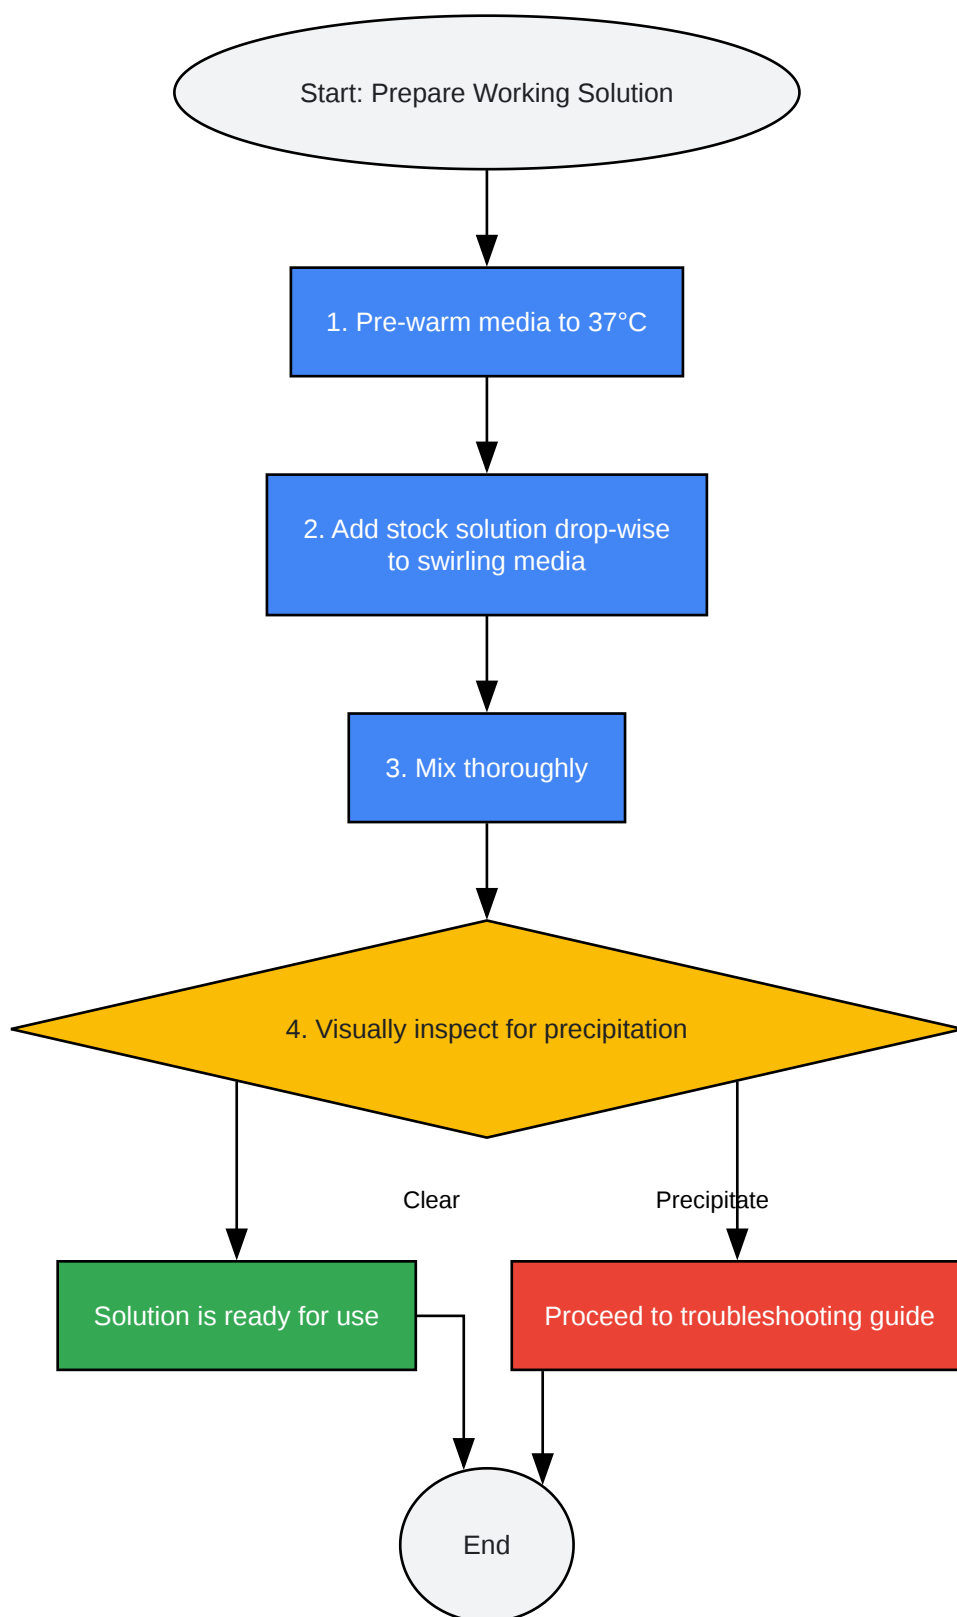 Start: Prepare Working Solution
1. Pre-warm media to 37°C
2. Add stock solution drop-wise
to swirling media
3. Mix thoroughly
4. Visually inspect for precipitation
Clear
Precipitate
Solution is ready for use
Proceed to troubleshooting guide
End